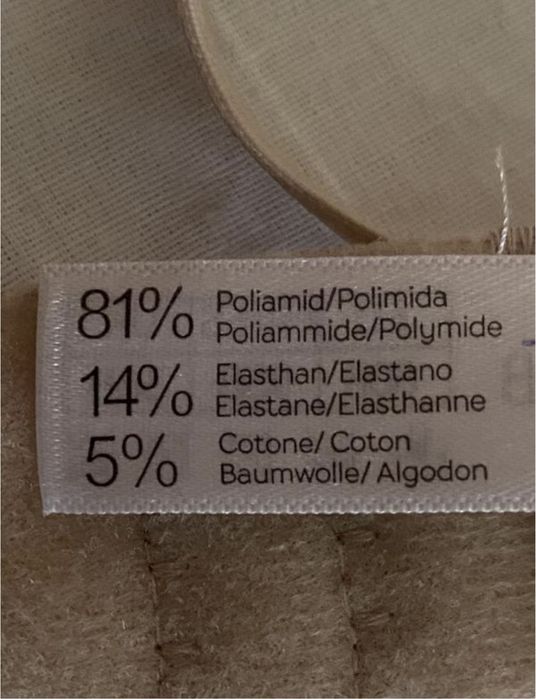 81% Poliamid/Polimida
Poliammide/Polymide
14% Elasthan/Elastano
Elastane/Elasthanne
5% Cotone/ Coton
Baumwolle/ Algodon